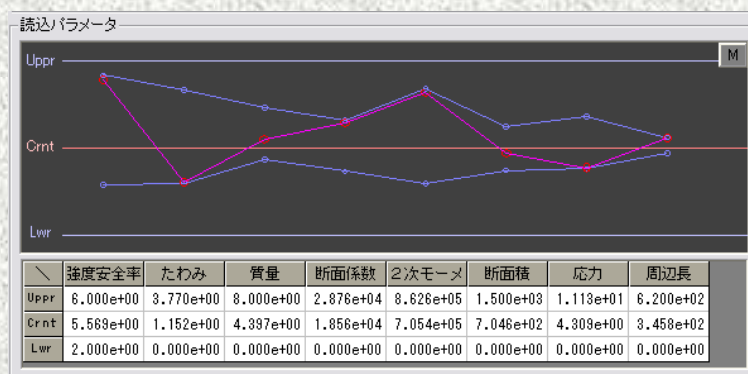 読込パラメータ
M
Uppr
Crnt
Lwr
＼ 強度安全率 たわみ 質量 断面係数 2次モーメ 断面積 応力 周辺長
Uppr 6.000e+00 3.770e+00 8.000e+00 2.876e+04 8.626e+05 1.500e+03 1.113e+01 6.200e+02
Crnt 5.569e+00 1.152e+00 4.397e+00 1.856e+04 7.054e+05 7.046e+02 4.309e+00 3.458e+02
Lwr 2.000e+00 0.000e+00 0.000e+00 0.000e+00 0.000e+00 0.000e+00 0.000e+00 0.000e+00